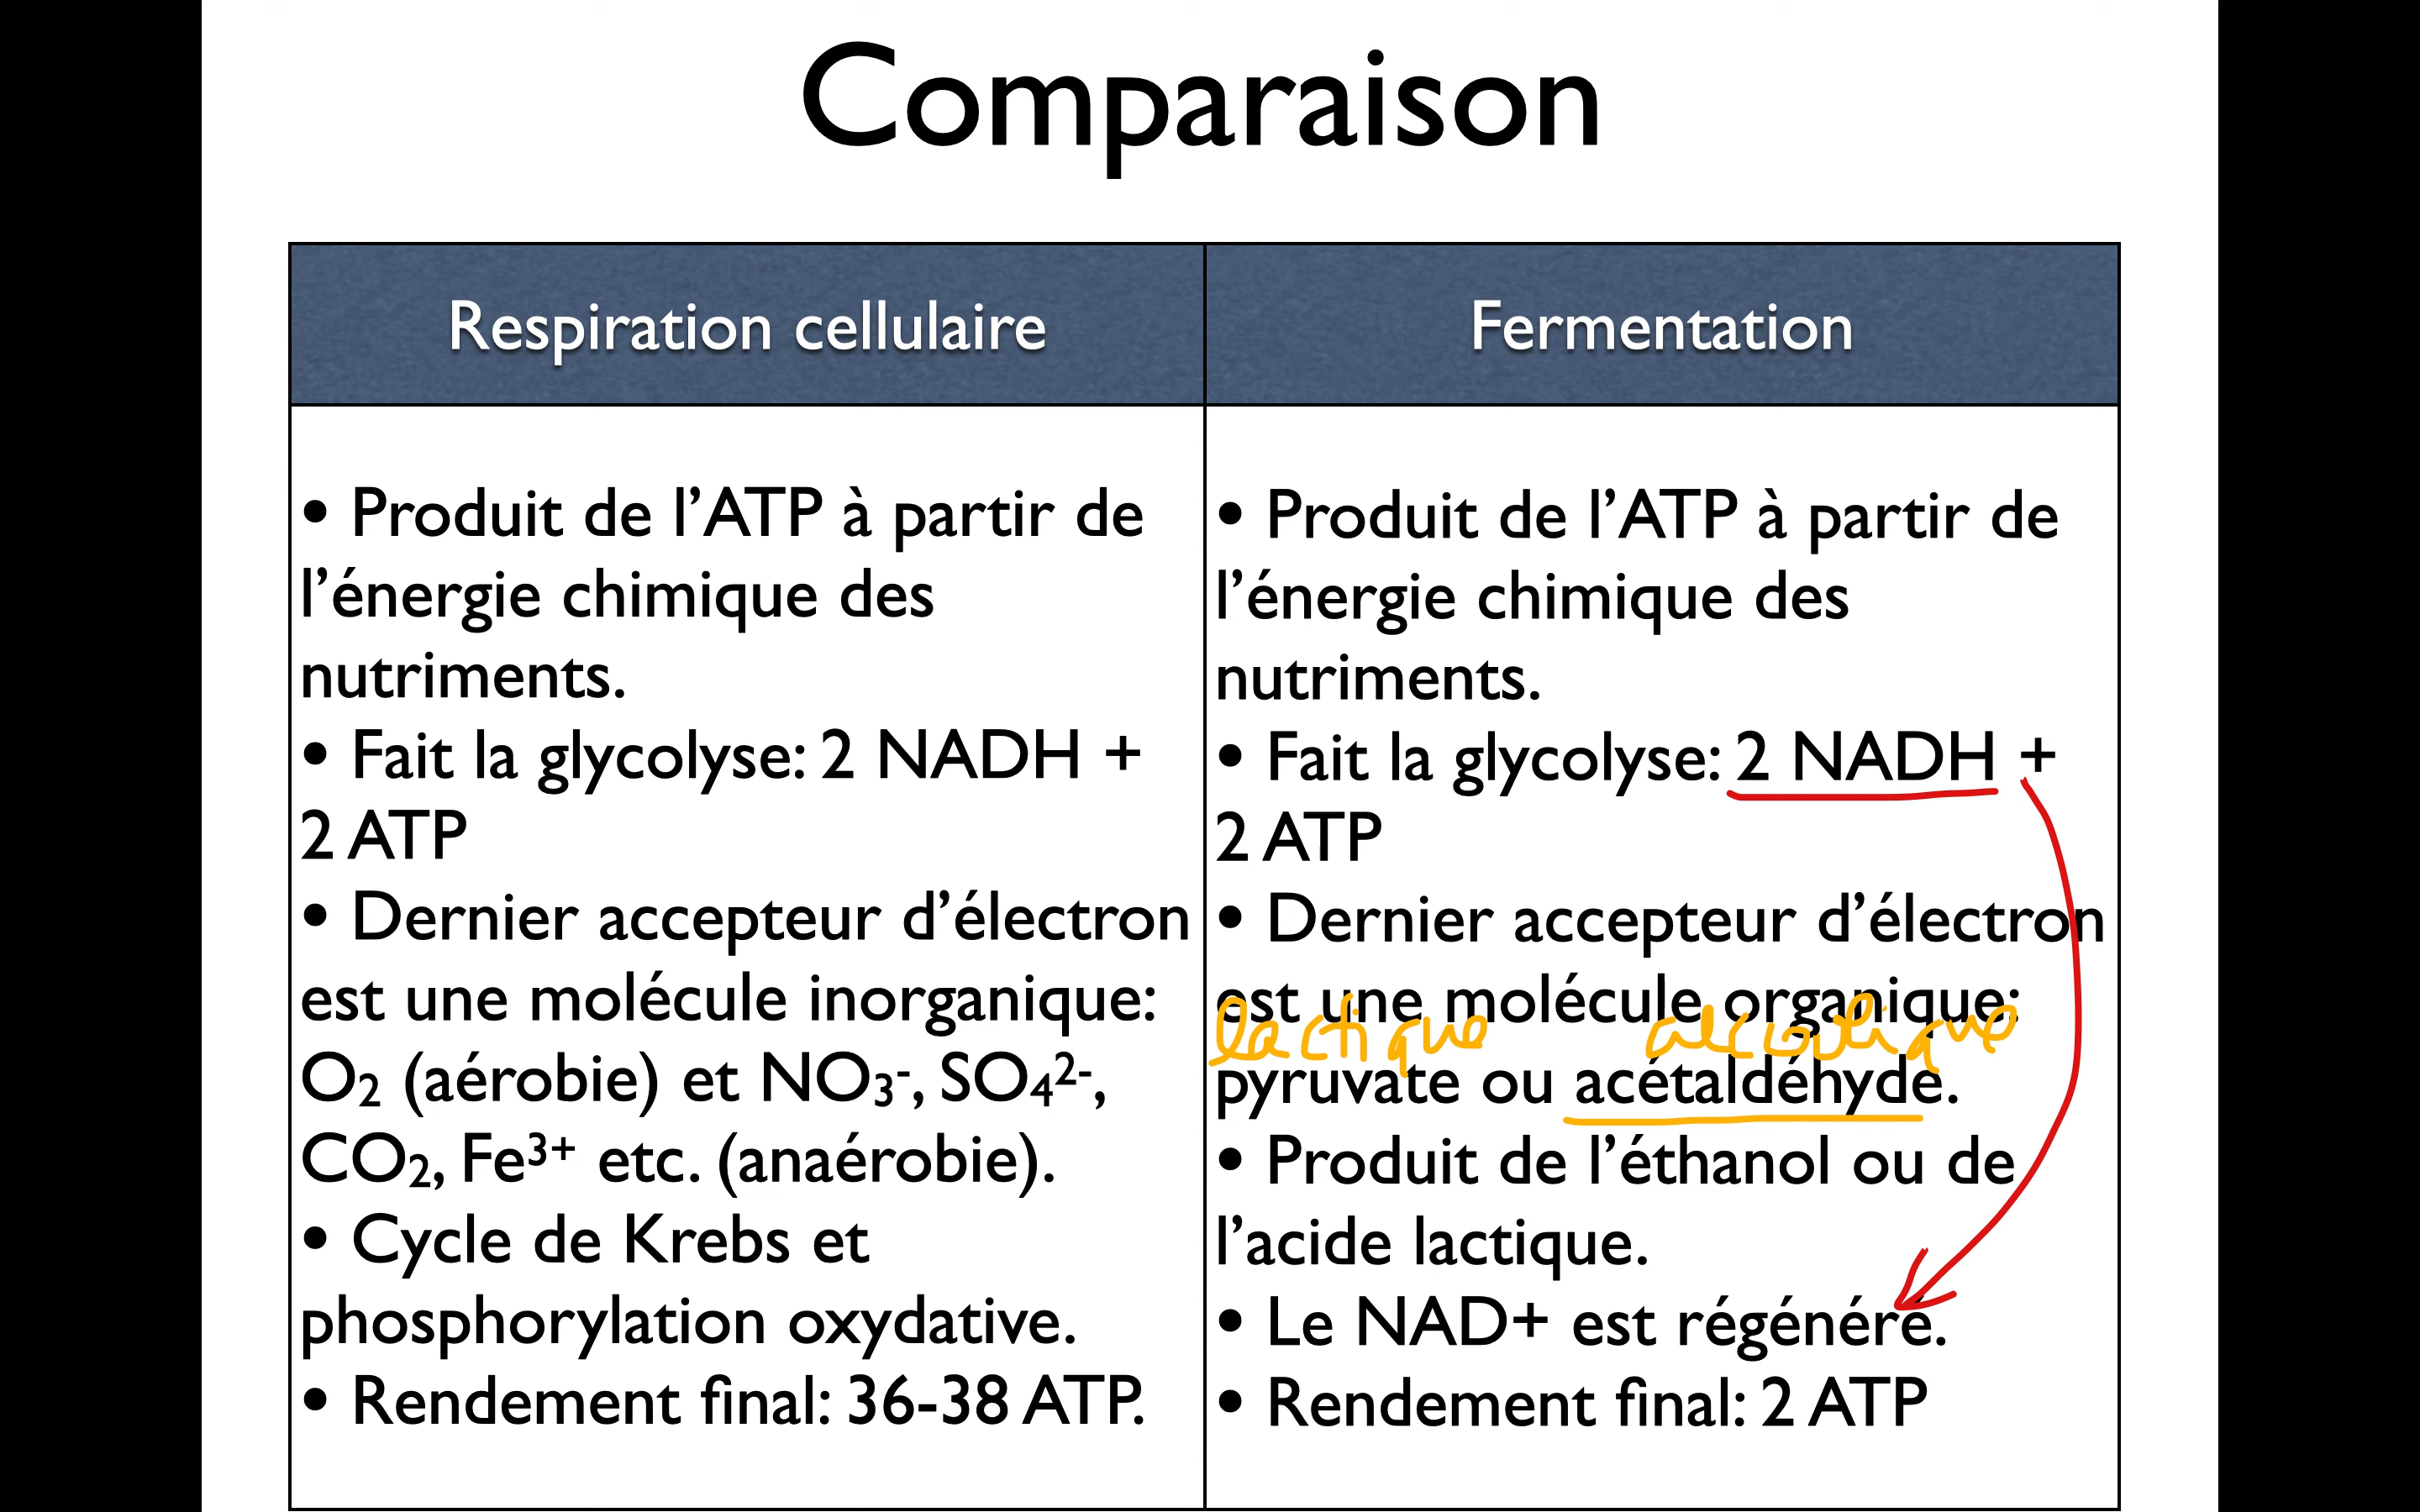 Comparaison
Respiration cellulaire
• Produit de l'ATP à partir de
l'énergie chimique des
nutriments.
• Fait la glycolyse: 2 NADH +
2 ATP
• Dernier accepteur d'électron
est une molécule inorganique:
O₂ (aérobie) et NO₃⁻, SO₄²⁻,
CO₂, Fe³⁺ etc. (anaérobie).
• Cycle de Krebs et
phosphorylation oxydative.
• Rendement final: 36-38 ATP.
Fermentation
• Produit de l'ATP à partir de
l'énergie chimique des
nutriments.
• Fait la glycolyse: 2 NADH +
2 ATP
• Dernier accepteur d'électron
est une molécule organique:
lactique alcoolique
pyruvate ou acétaldéhyde.
• Produit de l'éthanol ou de
l'acide lactique.
• Le NAD+ est régénéré.
• Rendement final: 2 ATP